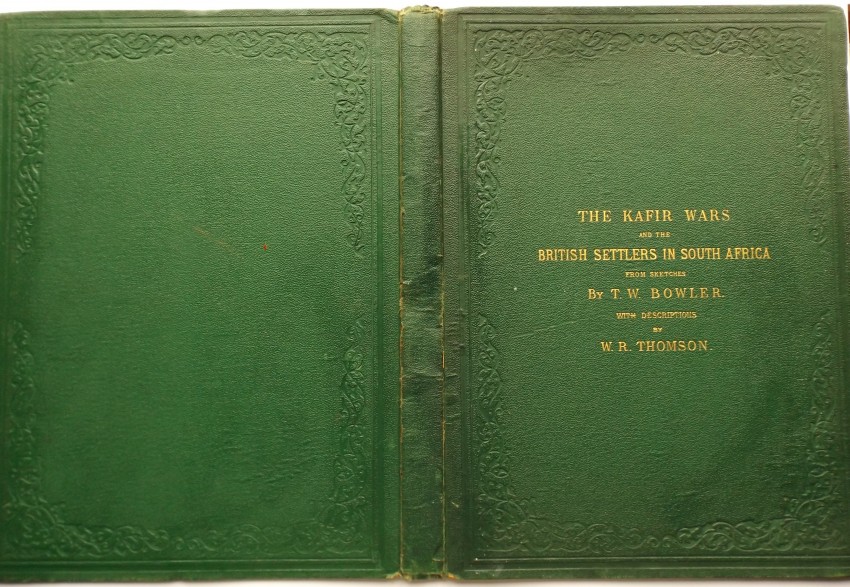 THE KAFIR WARS
AND THE
BRITISH SETTLERS IN SOUTH AFRICA
FROM SKETCHES
By T. W. BOWLER.
WITH DESCRIPTIONS
BY
W. R. THOMSON.